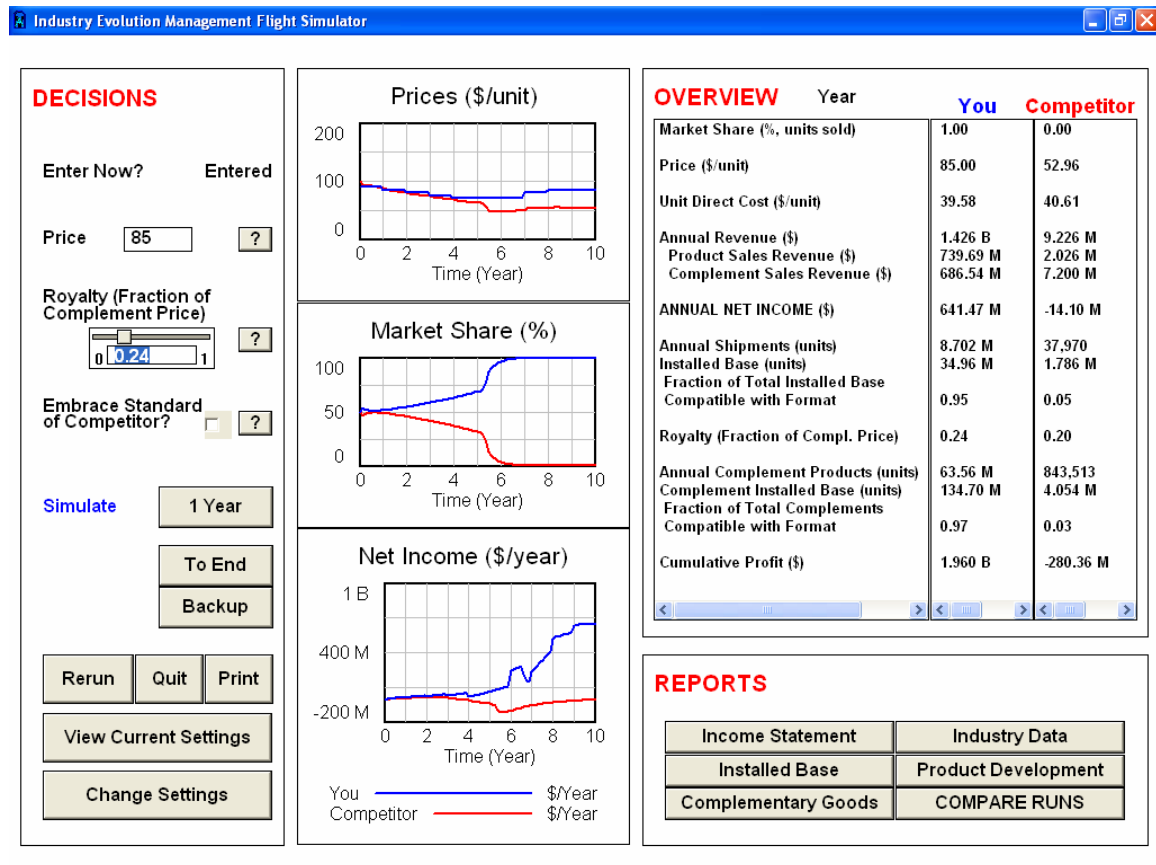 Industry Evolution Management Flight Simulator
DECISIONS
Enter Now? Entered
Price 85 ?
Royalty (Fraction of
Complement Price)
0 0.24 1 ?
Embrace Standard
of Competitor? ?
Simulate 1 Year
To End
Backup
Rerun Quit Print
View Current Settings
Change Settings
Prices ($/unit)
200
100
0
0 2 4 6 8 10
Time (Year)
Market Share (%)
100
50
0
0 2 4 6 8 10
Time (Year)
Net Income ($/year)
1 B
400 M
-200 M
0 2 4 6 8 10
Time (Year)
You $/Year
Competitor $/Year
OVERVIEW Year You Competitor
Market Share (%, units sold) 1.00 0.00
Price ($/unit) 85.00 52.96
Unit Direct Cost ($/unit) 39.58 40.61
Annual Revenue ($) 1.426 B 9.226 M
Product Sales Revenue ($) 739.69 M 2.026 M
Complement Sales Revenue ($) 686.54 M 7.200 M
ANNUAL NET INCOME ($) 641.47 M -14.10 M
Annual Shipments (units) 8.702 M 37,970
Installed Base (units) 34.96 M 1.786 M
Fraction of Total Installed Base
Compatible with Format 0.95 0.05
Royalty (Fraction of Compl. Price) 0.24 0.20
Annual Complement Products (units) 63.56 M 843,513
Complement Installed Base (units) 134.70 M 4.054 M
Fraction of Total Complements
Compatible with Format 0.97 0.03
Cumulative Profit ($) 1.960 B -280.36 M
REPORTS
Income Statement Industry Data
Installed Base Product Development
Complementary Goods COMPARE RUNS